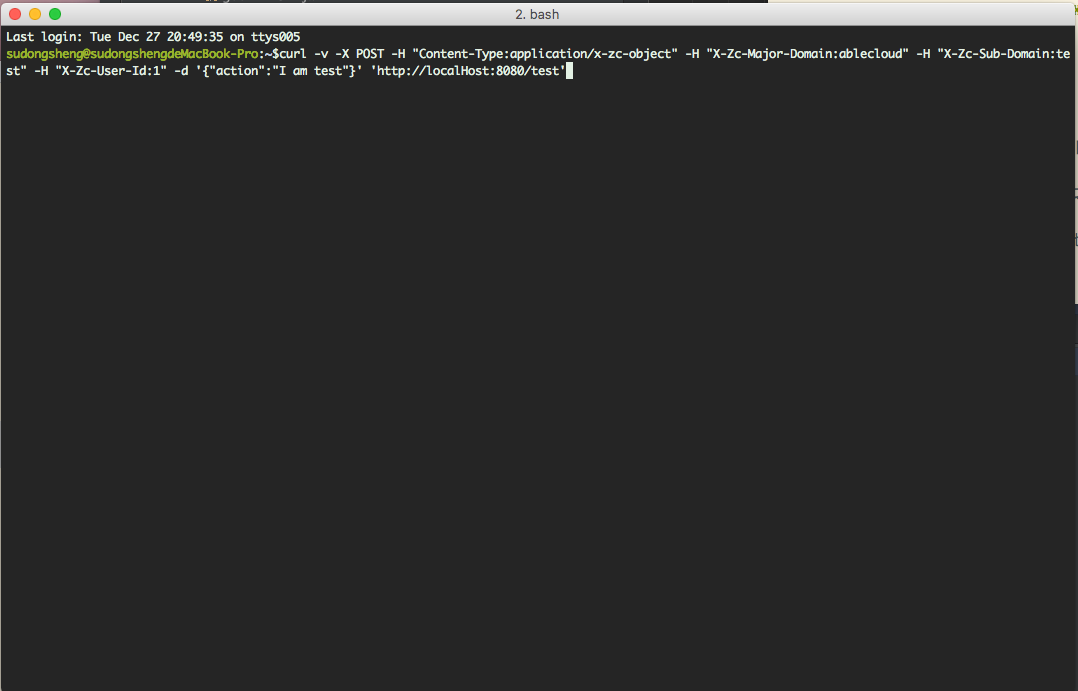 2. bash
Last login: Tue Dec 27 20:49:35 on ttys005
sudongsheng@sudongshengdeMacBook-Pro:~$curl -v -X POST -H "Content-Type:application/x-zc-object" -H "X-Zc-Major-Domain:ablecloud" -H "X-Zc-Sub-Domain:te
st" -H "X-Zc-User-Id:1" -d '{"action":"I am test"}' 'http://localHost:8080/test'